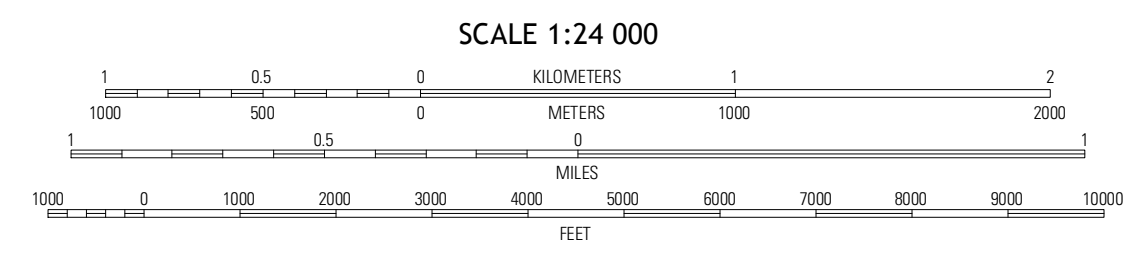 SCALE 1:24 000
1 0.5 0 KILOMETERS 1 2
1000 500 0 METERS 1000 2000
1 0.5 0 1
MILES
1000 0 1000 2000 3000 4000 5000 6000 7000 8000 9000 10000
FEET